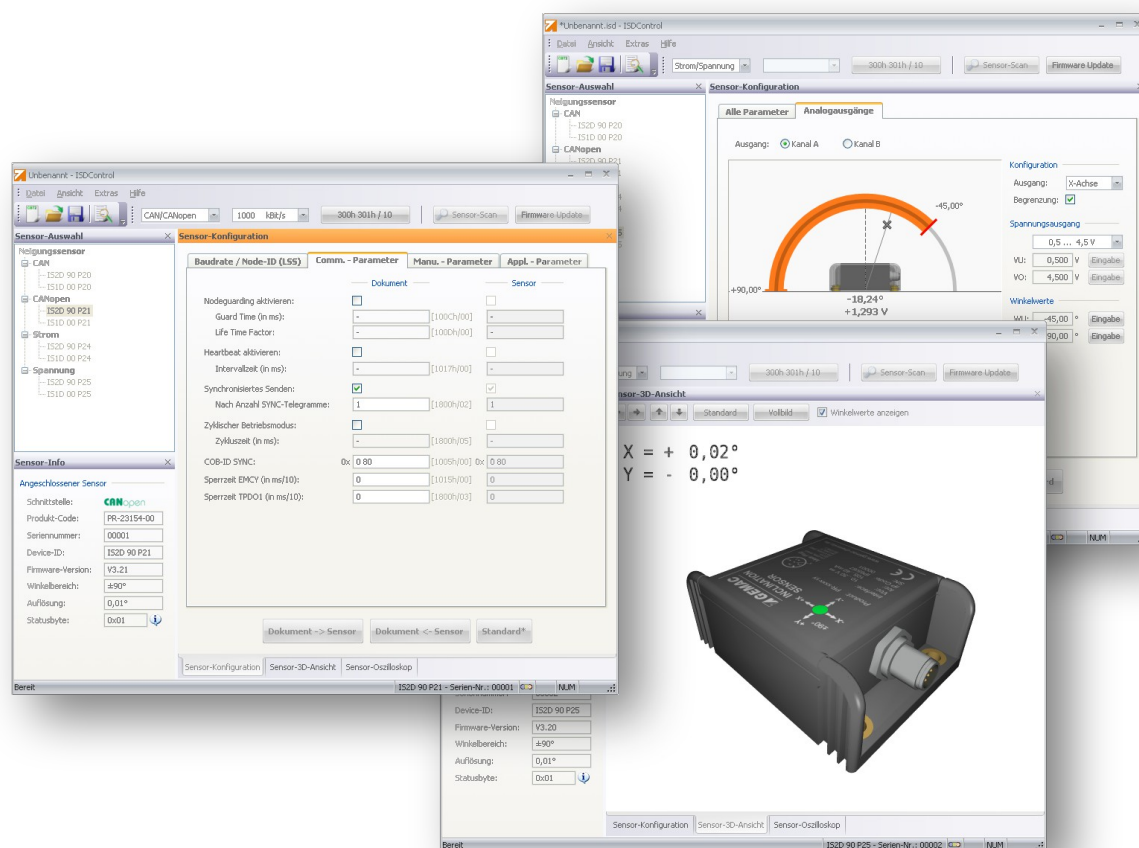 *Unbenannt.isd - ISDControl
Datei Ansicht Extras Hilfe
Strom/Spannung 300h 301h / 10 Sensor-Scan Firmware Update
Sensor-Auswahl
Neigungssensor
CAN
IS2D 90 P20
IS1D 00 P20
CANopen
IS2D 90 P21
Sensor-Konfiguration
Alle Parameter Analogausgänge
Ausgang: Kanal A Kanal B
-45,00°
+90,00°
-18,24°
+1,293 V
Konfiguration
Ausgang: X-Achse
Begrenzung:
Spannungsausgang
0,5 ... 4,5 V
VU: 0,500 V Eingabe
VO: 4,500 V Eingabe
Winkelwerte
WU: -45,00 ° Eingabe
90,00 ° Eingabe
NUM
Unbenannt - ISDControl
Datei Ansicht Extras Hilfe
CAN/CANopen 1000 kBit/s 300h 301h / 10 Sensor-Scan Firmware Update
Sensor-Auswahl
Neigungssensor
CAN
IS2D 90 P20
IS1D 00 P20
CANopen
IS2D 90 P21
IS1D 00 P21
Strom
IS2D 90 P24
IS1D 00 P24
Spannung
IS2D 90 P25
IS1D 00 P25
Sensor-Info
Angeschlossener Sensor
Schnittstelle: CANopen
Produkt-Code: PR-23154-00
Seriennummer: 00001
Device-ID: IS2D 90 P21
Firmware-Version: V3.21
Winkelbereich: ±90°
Auflösung: 0,01°
Statusbyte: 0x01
Sensor-Konfiguration
Baudrate / Node-ID (LSS) Comm. - Parameter Manu. - Parameter Appl. - Parameter
Dokument Sensor
Nodeguarding aktivieren:
Guard Time (in ms): - [100Ch/00] -
Life Time Factor: - [100Dh/00] -
Heartbeat aktivieren:
Intervallzeit (in ms): - [1017h/00] -
Synchronisiertes Senden:
Nach Anzahl SYNC-Telegramme: 1 [1800h/02] 1
Zyklischer Betriebsmodus:
Zykluszeit (in ms): - [1800h/05] -
COB-ID SYNC: 0x 0 80 [1005h/00] 0x 0 80
Sperrzeit EMCY (in ms/10): 0 [1015h/00] 0
Sperrzeit TPDO1 (in ms/10): 0 [1800h/03] 0
Dokument -> Sensor Dokument <- Sensor Standard*
Sensor-Konfiguration Sensor-3D-Ansicht Sensor-Oszilloskop
Bereit IS2D 90 P21 - Serien-Nr.: 00001 NUM
300h 301h / 10 Sensor-Scan Firmware Update
Standard Vollbild Winkelwerte anzeigen
X = + 0,02°
Y = - 0,00°
GEMAC
INCLINATION
SENSOR
Device-ID: IS2D 90 P25
Firmware-Version: V3.20
Winkelbereich: ±90°
Auflösung: 0,01°
Statusbyte: 0x01
Sensor-Konfiguration Sensor-3D-Ansicht Sensor-Oszilloskop
Bereit IS2D 90 P25 - Serien-Nr.: 00002 NUM